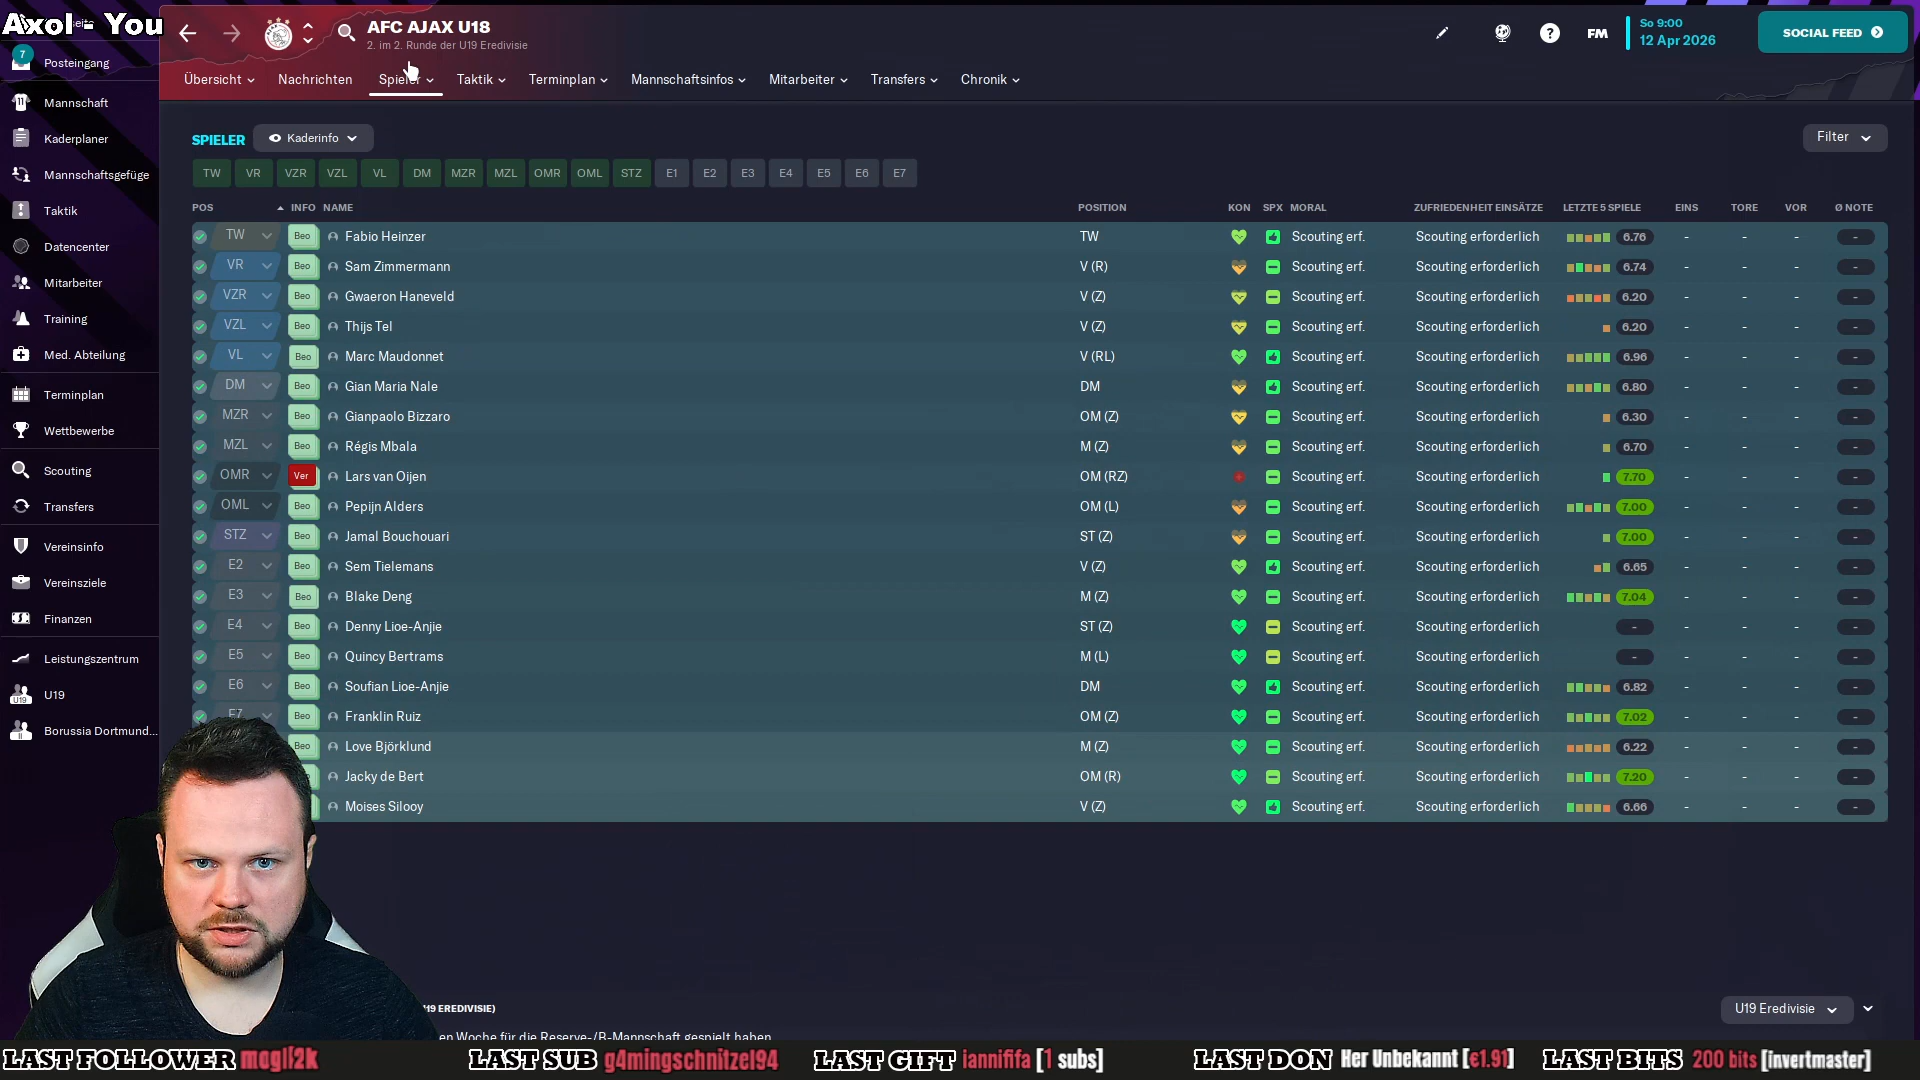 Axol - You
AFC AJAX U18
2. im 2. Runde der U19 Eredivisie
FM
So 9:00
12 Apr 2026
SOCIAL FEED
7
Posteingang
Mannschaft
Kaderplaner
Mannschaftsgefüge
Taktik
Datencenter
Mitarbeiter
Training
Med. Abteilung
Terminplan
Wettbewerbe
Scouting
Transfers
Vereinsinfo
Vereinsziele
Finanzen
Leistungszentrum
U19
Borussia Dortmund...
Übersicht Nachrichten Spieler Taktik Terminplan Mannschaftsinfos Mitarbeiter Transfers Chronik
SPIELER Kaderinfo Filter
TW VR VZR VZL VL DM MZR MZL OMR OML STZ E1 E2 E3 E4 E5 E6 E7
POS INFO NAME POSITION KON SPX MORAL ZUFRIEDENHEIT EINSÄTZE LETZTE 5 SPIELE EINS TORE VOR Ø NOTE
TW Beo Fabio Heinzer TW Scouting erf. Scouting erforderlich 6.76 - - - -
VR Beo Sam Zimmermann V (R) Scouting erf. Scouting erforderlich 6.74 - - - -
VZR Beo Gwaeron Haneveld V (Z) Scouting erf. Scouting erforderlich 6.20 - - - -
VZL Beo Thijs Tel V (Z) Scouting erf. Scouting erforderlich 6.20 - - - -
VL Beo Marc Maudonnet V (RL) Scouting erf. Scouting erforderlich 6.96 - - - -
DM Beo Gian Maria Nale DM Scouting erf. Scouting erforderlich 6.80 - - - -
MZR Beo Gianpaolo Bizzaro OM (Z) Scouting erf. Scouting erforderlich 6.30 - - - -
MZL Beo Régis Mbala M (Z) Scouting erf. Scouting erforderlich 6.70 - - - -
OMR Ver Lars van Oijen OM (RZ) Scouting erf. Scouting erforderlich 7.70 - - - -
OML Beo Pepijn Alders OM (L) Scouting erf. Scouting erforderlich 7.00 - - - -
STZ Beo Jamal Bouchouari ST (Z) Scouting erf. Scouting erforderlich 7.00 - - - -
E2 Beo Sem Tielemans V (Z) Scouting erf. Scouting erforderlich 6.65 - - - -
E3 Beo Blake Deng M (Z) Scouting erf. Scouting erforderlich 7.04 - - - -
E4 Beo Denny Lioe-Anjie ST (Z) Scouting erf. Scouting erforderlich - - - - -
E5 Beo Quincy Bertrams M (L) Scouting erf. Scouting erforderlich - - - - -
E6 Beo Soufian Lioe-Anjie DM Scouting erf. Scouting erforderlich 6.82 - - - -
E7 Beo Franklin Ruiz OM (Z) Scouting erf. Scouting erforderlich 7.02 - - - -
Beo Love Björklund M (Z) Scouting erf. Scouting erforderlich 6.22 - - - -
Beo Jacky de Bert OM (R) Scouting erf. Scouting erforderlich 7.20 - - - -
Moises Silooy V (Z) Scouting erf. Scouting erforderlich 6.66 - - - -
U19 EREDIVISIE)
U19 Eredivisie
en Woche für die Reserve-/B-Mannschaft gespielt haben
LAST FOLLOWER mogli2k LAST SUB g4mingschnitzel94 LAST GIFT iannififa [1 subs] LAST DON Her Unbekannt [€1.91] LAST BITS 200 bits [invertmaster]